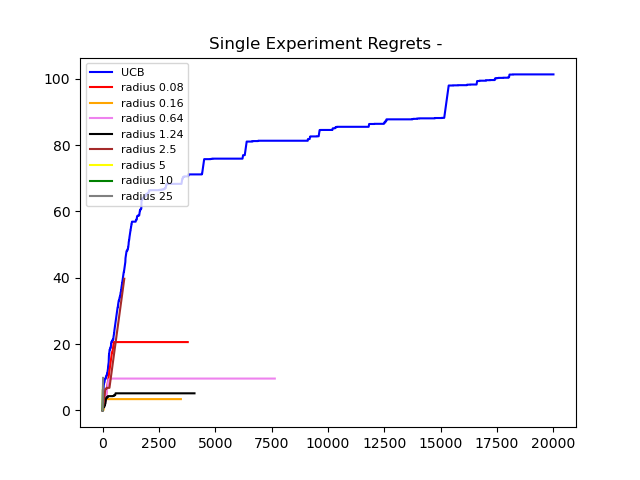 Single Experiment Regrets -
UCB
radius 0.08
radius 0.16
radius 0.64
radius 1.24
radius 2.5
radius 5
radius 10
radius 25
100
80
60
40
20
0
0 2500 5000 7500 10000 12500 15000 17500 20000